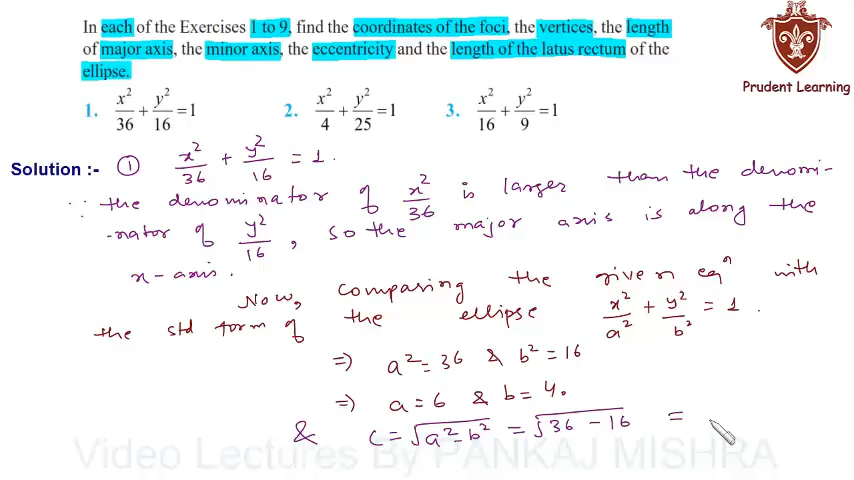 In each of the Exercises 1 to 9, find the coordinates of the foci, the vertices, the length
of major axis, the minor axis, the eccentricity and the length of the latus rectum of the
ellipse.
Prudent Learning
1. x²/36 + y²/16 = 1 2. x²/4 + y²/25 = 1 3. x²/16 + y²/9 = 1
Solution :- ① x²/36 + y²/16 = 1.
∵ the denominator of x²/36 is larger than the denomi-
-nator of y²/16, so the major axis is along the
x-axis.
Now, comparing the given eqⁿ with
the std form of the ellipse x²/a² + y²/b² = 1.
⇒ a² = 36 & b² = 16
⇒ a = 6 & b = 4.
& c = √a² - b² = √36 - 16 =
Video Lectures By PANKAJ MISHRA